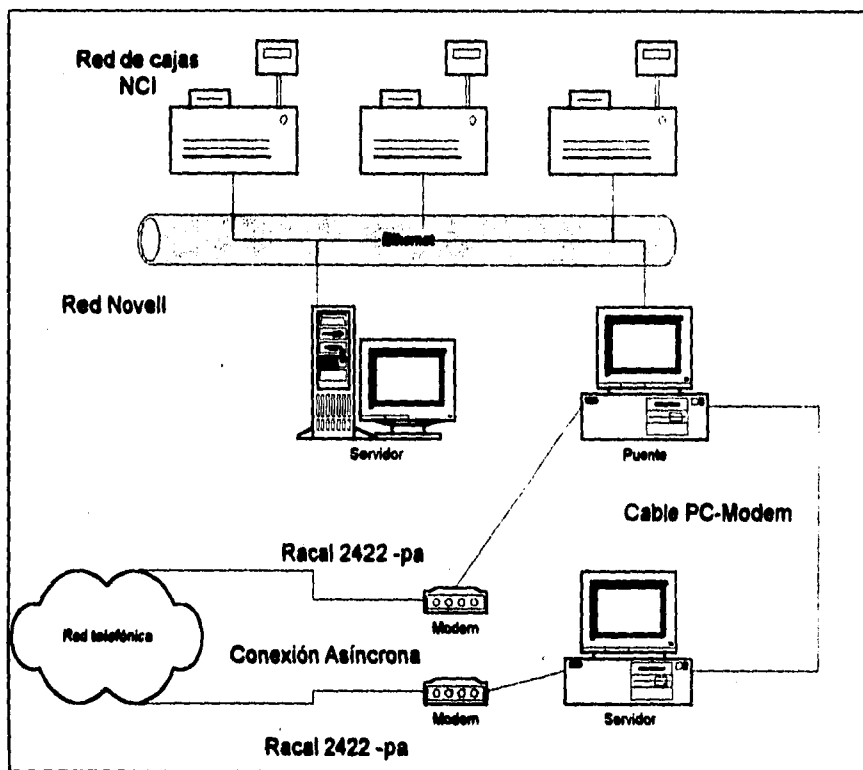 Red de cajas
NCI
Ethernet
Red Novell
Servidor
Puente
Cable PC-Modem
Racal 2422 -pa
Modem
Red telefónica
Conexión Asíncrona
Modem
Servidor
Racal 2422 -pa